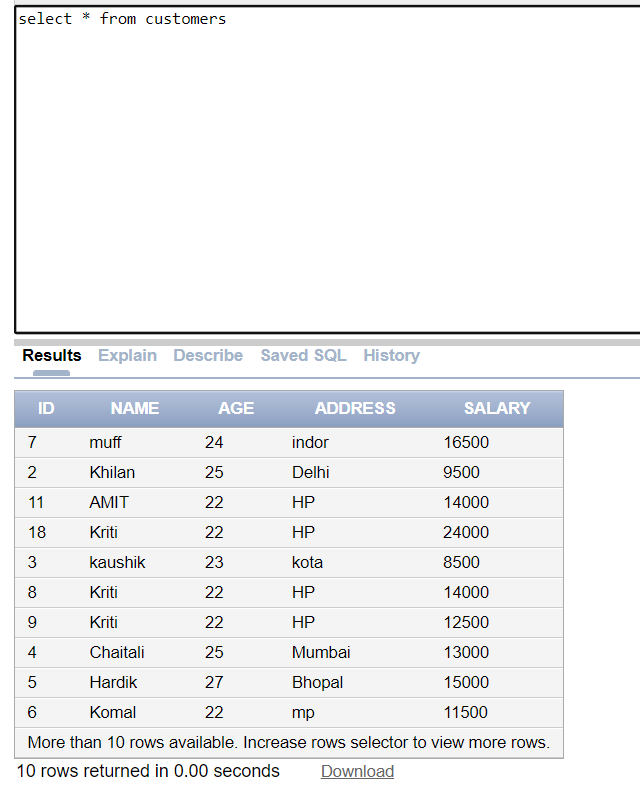 select * from customers
Results Explain Describe Saved SQL History
ID NAME AGE ADDRESS SALARY
7 muff 24 indor 16500
2 Khilan 25 Delhi 9500
11 AMIT 22 HP 14000
18 Kriti 22 HP 24000
3 kaushik 23 kota 8500
8 Kriti 22 HP 14000
9 Kriti 22 HP 12500
4 Chaitali 25 Mumbai 13000
5 Hardik 27 Bhopal 15000
6 Komal 22 mp 11500
More than 10 rows available. Increase rows selector to view more rows.
10 rows returned in 0.00 seconds Download